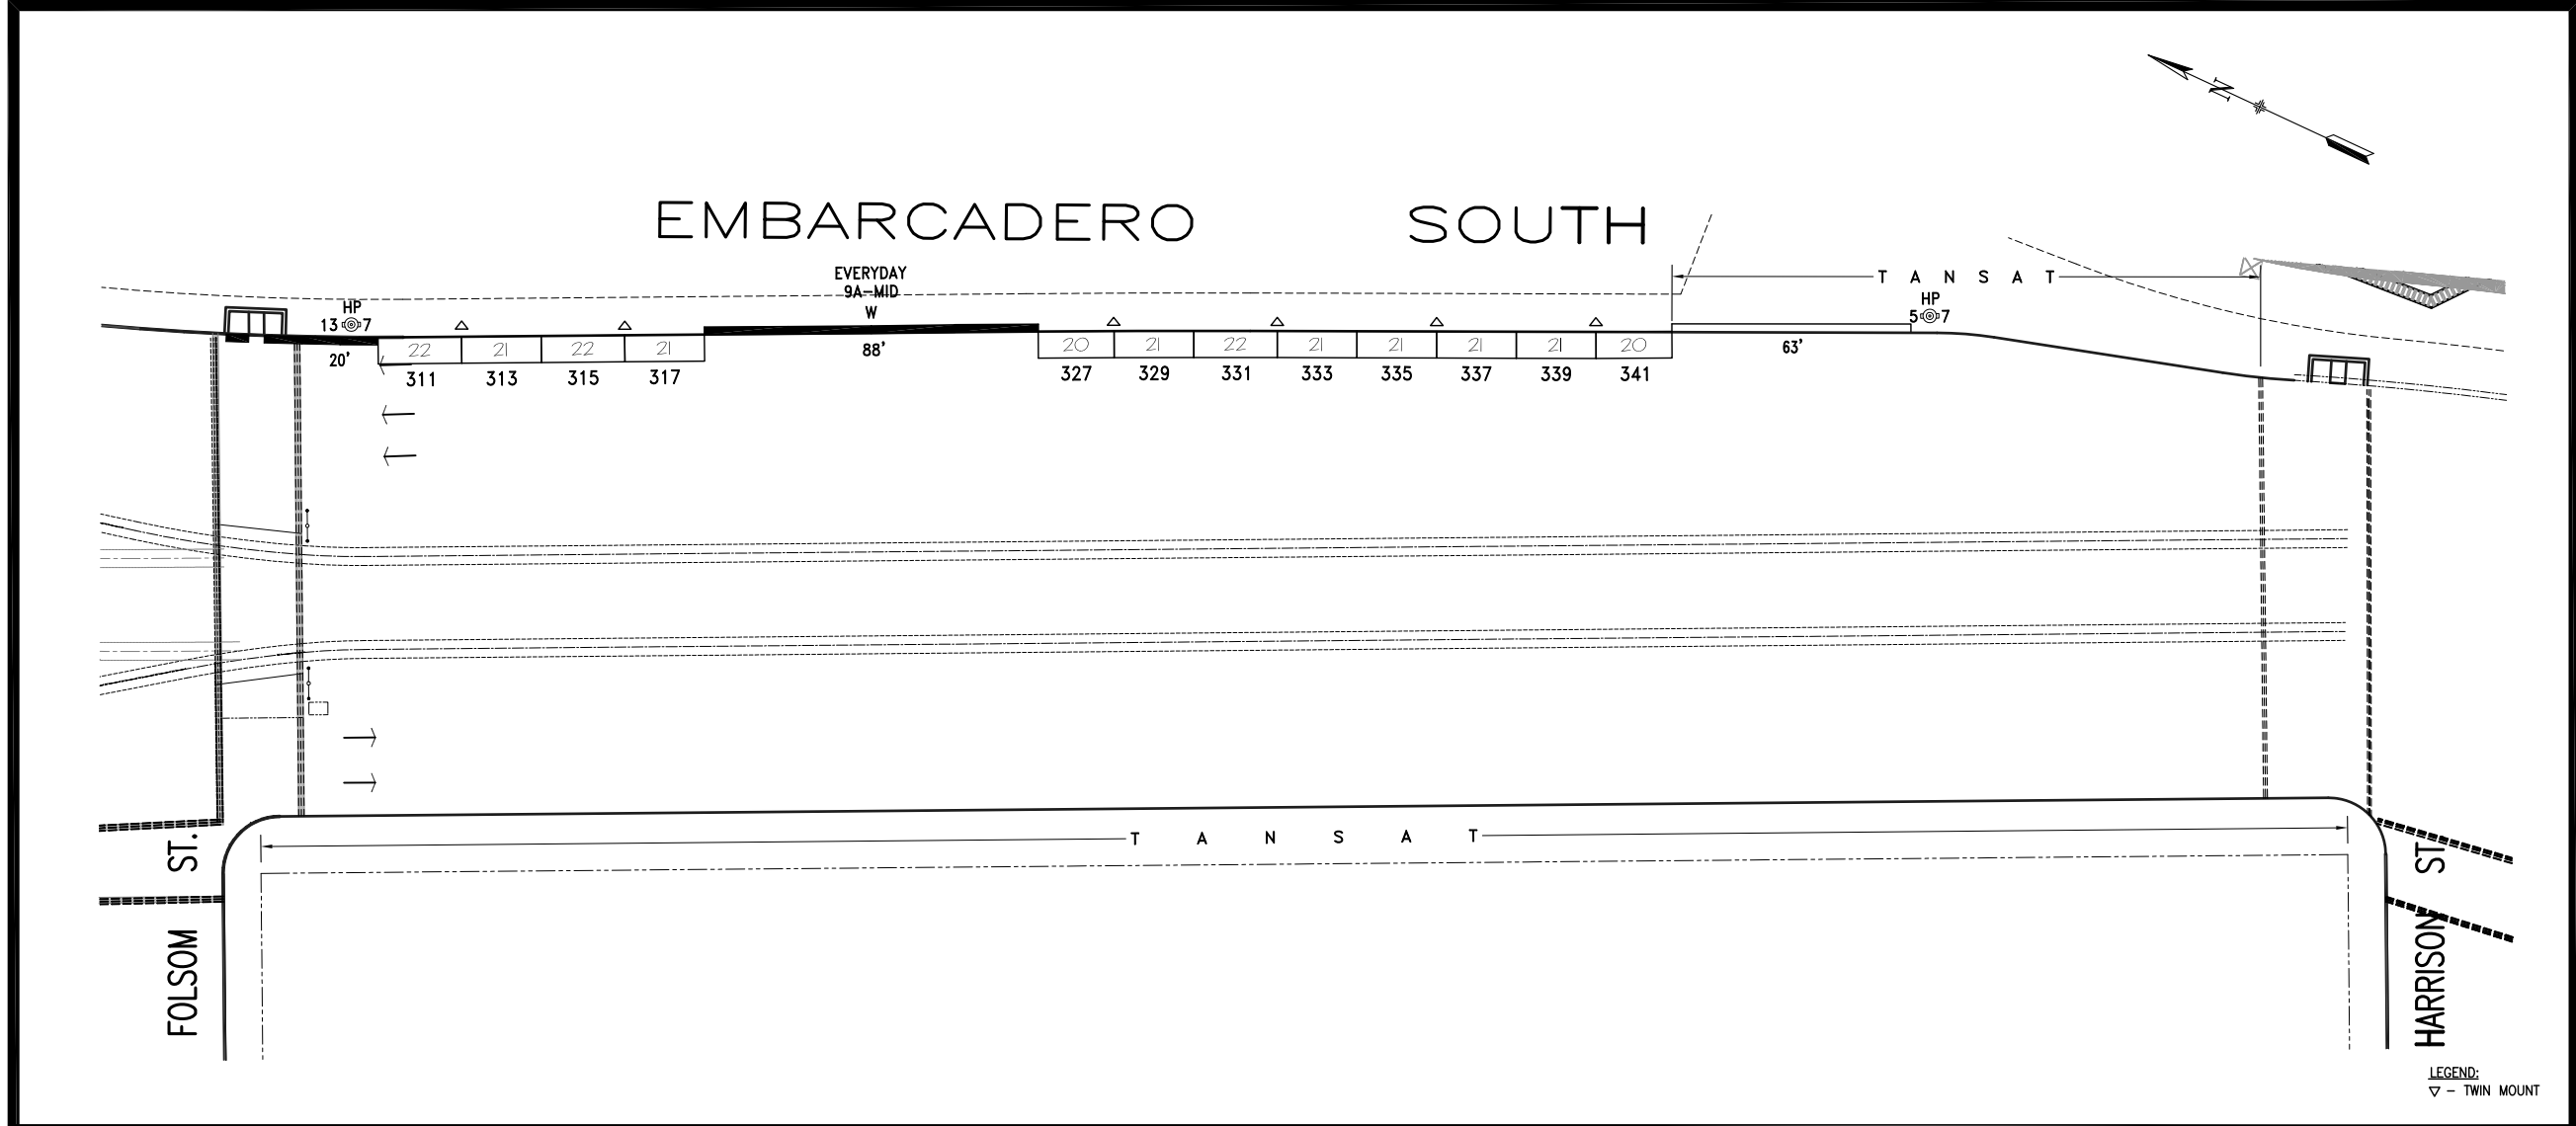 N
EMBARCADERO SOUTH
EVERYDAY
9A-MID
W
T A N S A T
HP
13 7
HP
5 7
20'
22 21 22 21
88'
20 21 22 21 21 21 21 20
63'
311 313 315 317
327 329 331 333 335 337 339 341
T A N S A T
FOLSOM ST.
HARRISON ST
LEGEND:
▽ - TWIN MOUNT